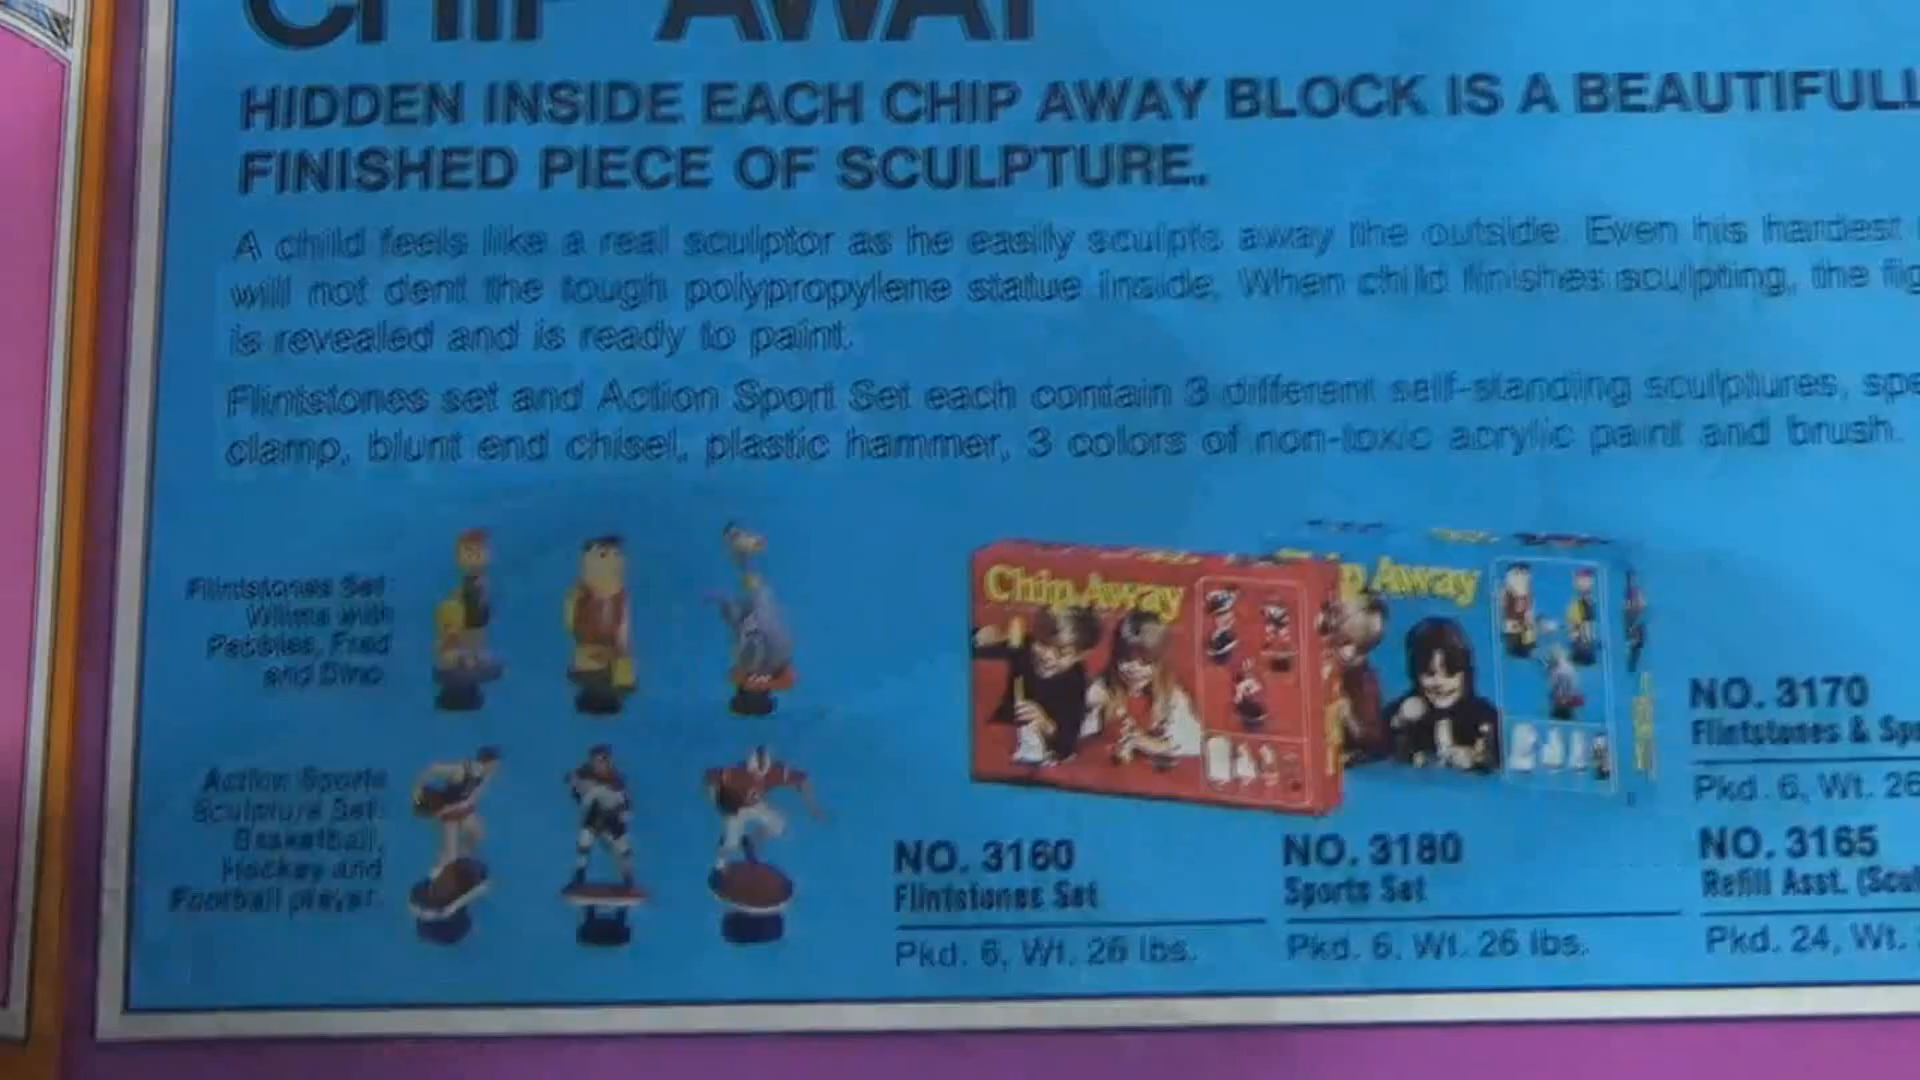 CHIP AWAY
HIDDEN INSIDE EACH CHIP AWAY BLOCK IS A BEAUTIFULL
FINISHED PIECE OF SCULPTURE.
A child feels like a real sculptor as he easily sculpts away the outside. Even his hardest
will not dent the tough polypropylene statue inside. When child finishes sculpting, the fig
is revealed and is ready to paint.
Flintstones set and Action Sport Set each contain 3 different self-standing sculptures, spe
clamp, blunt end chisel, plastic hammer, 3 colors of non-toxic acrylic paint and brush.
Flintstones Set:
Wilma with
Pebbles, Fred
and Dino.
Action Sports
Sculpture Set:
Basketball,
Hockey and
Football player.
Chip Away
p Away
NO. 3160
Flintstones Set
Pkd. 6, Wt. 26 lbs.
NO. 3180
Sports Set
Pkd. 6, Wt. 26 lbs.
NO. 3170
Flintstones & Spo
Pkd. 6, Wt. 26
NO. 3165
Refill Asst. (Scul
Pkd. 24, Wt.